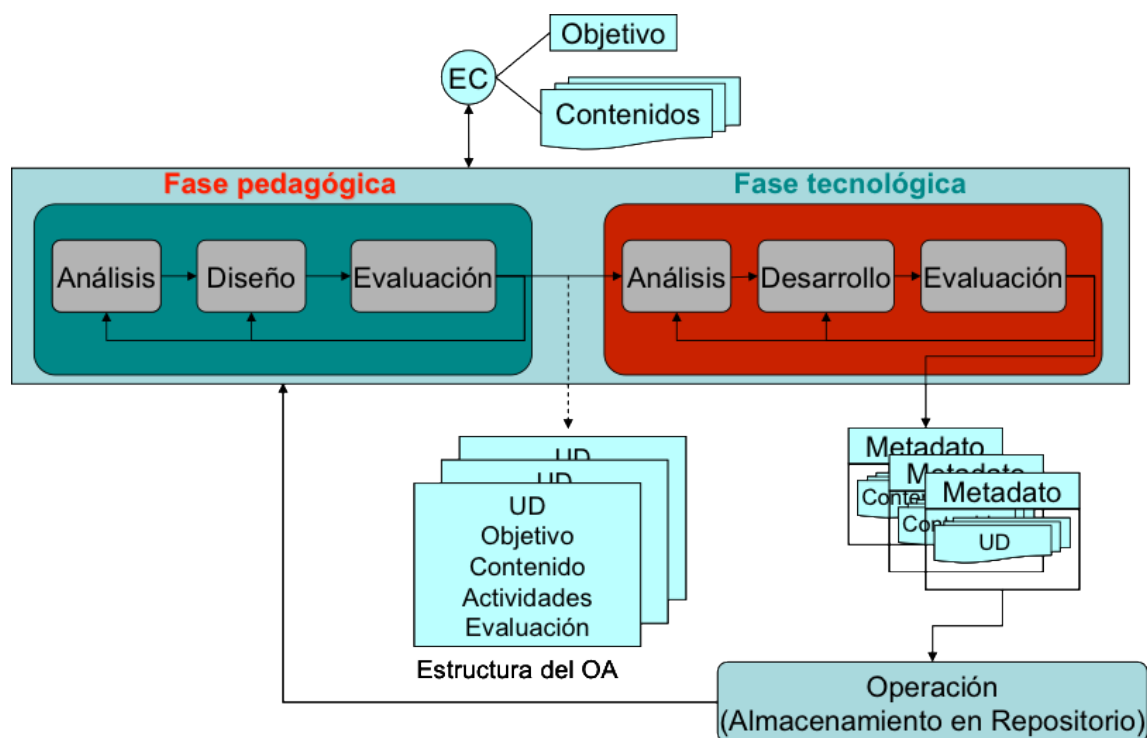 Objetivo
EC
Contenidos
Fase pedagógica
Fase tecnológica
Análisis
Diseño
Evaluación
Análisis
Desarrollo
Evaluación
UD
UD
UD
Objetivo
Contenido
Actividades
Evaluación
Estructura del OA
Metadato
Metadato
Metadato
UD
Operación
(Almacenamiento en Repositorio)